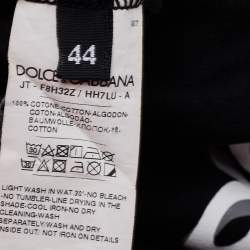 44
DOLCE & GABBANA
JT - F8H32Z / HH7LU - A
100% COTONE-COTTON-ALGODON-
COTON-ALGODAO-
BAUMWOLLE-ХЛОПОК-
COTTON
LIGHT WASH IN WAT.30°-NO BLEACH
-NO TUMBLER-LINE DRYING IN THE
SHADE-COOL IRON-NO DRY
CLEANING-WASH
SEPARATELY-WASH AND DRY
INSIDE OUT-NOT IRON ON DETAILS